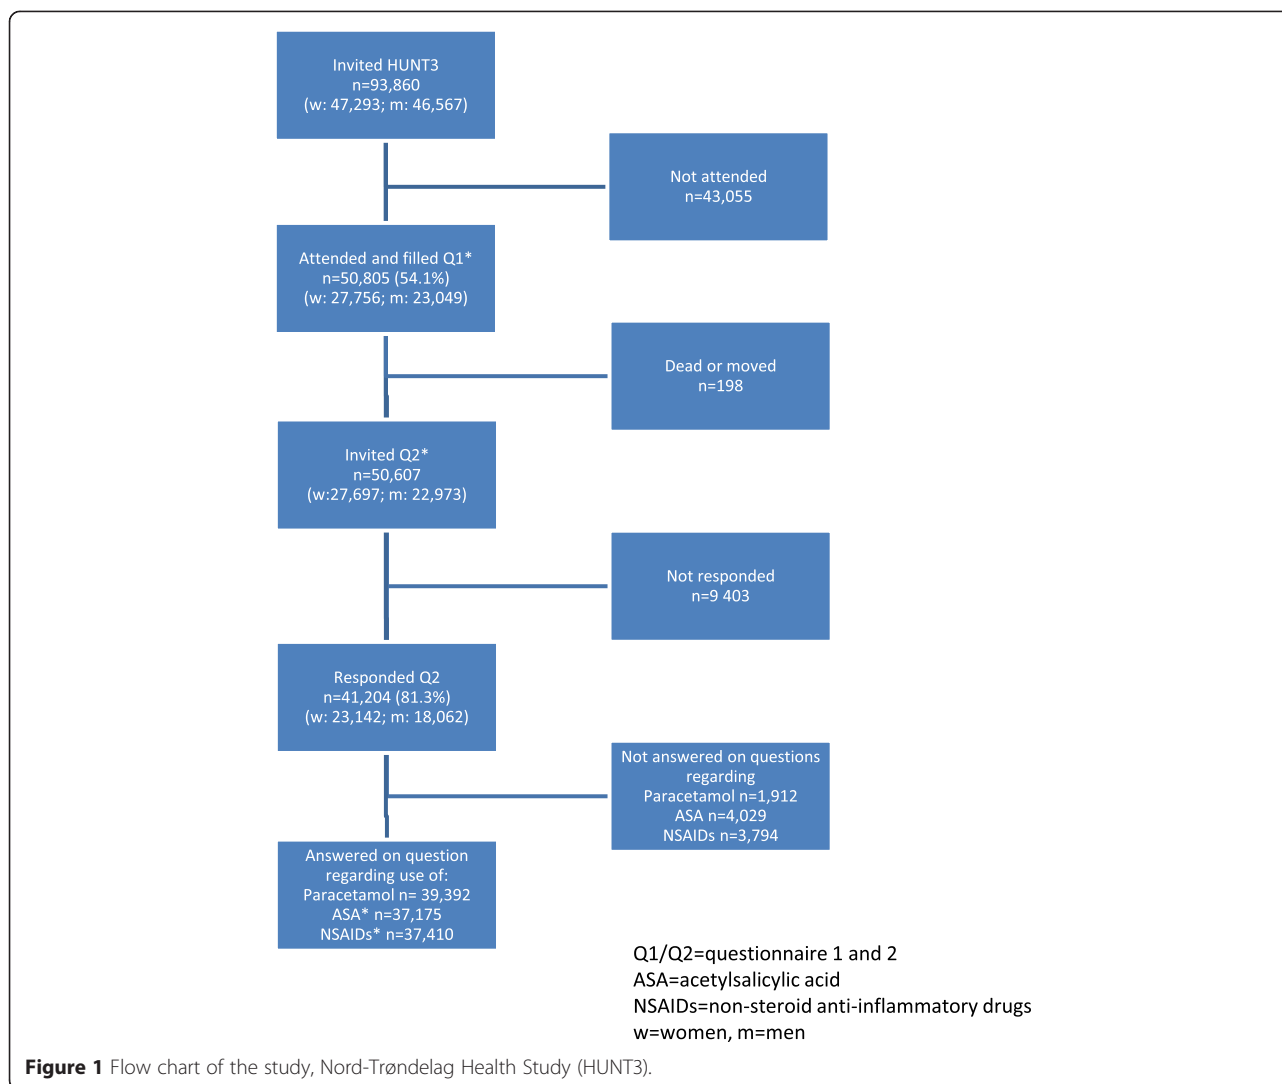 Invited HUNT3
n=93,860
(w: 47,293; m: 46,567)
Not attended
n=43,055
Attended and filled Q1*
n=50,805 (54.1%)
(w: 27,756; m: 23,049)
Dead or moved
n=198
Invited Q2*
n=50,607
(w:27,697; m: 22,973)
Not responded
n=9 403
Responded Q2
n=41,204 (81.3%)
(w: 23,142; m: 18,062)
Not answered on questions
regarding
Paracetamol n=1,912
ASA n=4,029
NSAIDs n=3,794
Answered on question
regarding use of:
Paracetamol n= 39,392
ASA* n=37,175
NSAIDs* n=37,410
Q1/Q2=questionnaire 1 and 2
ASA=acetylsalicylic acid
NSAIDs=non-steroid anti-inflammatory drugs
w=women, m=men
Figure 1 Flow chart of the study, Nord-Trøndelag Health Study (HUNT3).